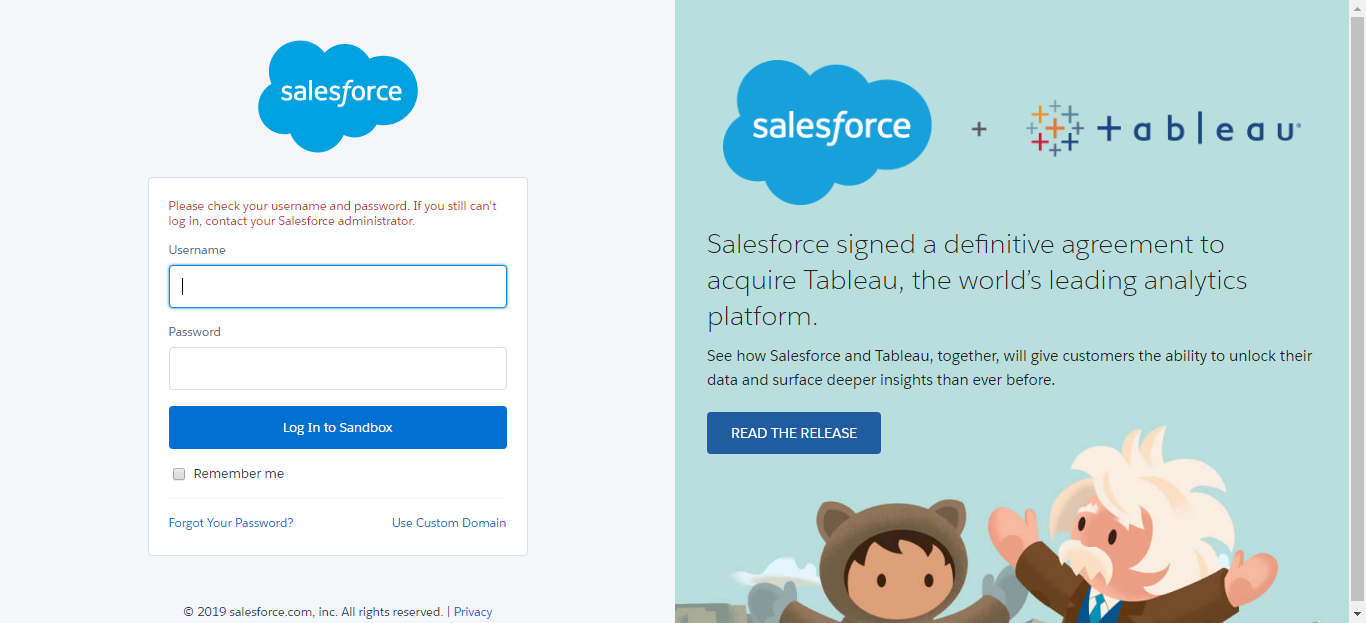 salesforce
Please check your username and password. If you still can't
log in, contact your Salesforce administrator.
Username
Password
Log In to Sandbox
Remember me
Forgot Your Password?
Use Custom Domain
© 2019 salesforce.com, inc. All rights reserved. | Privacy
salesforce + tableau
Salesforce signed a definitive agreement to
acquire Tableau, the world’s leading analytics
platform.
See how Salesforce and Tableau, together, will give customers the ability to unlock their
data and surface deeper insights than ever before.
READ THE RELEASE